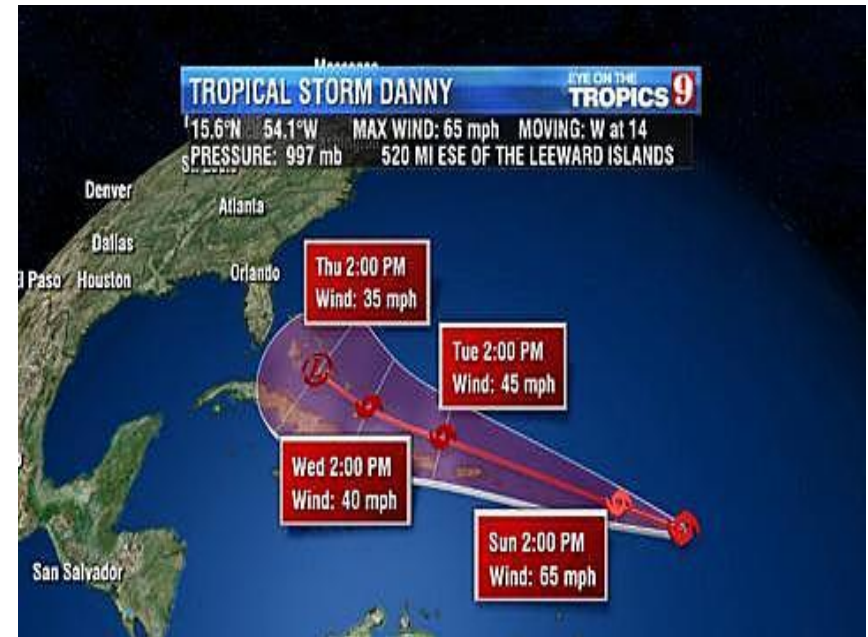 TROPICAL STORM DANNY
EYE ON THE
TROPICS 9
15.6°N 54.1°W MAX WIND: 65 mph MOVING: W at 14
PRESSURE: 997 mb 520 MI ESE OF THE LEEWARD ISLANDS
Denver
Atlanta
Dallas
El Paso Houston
Orlando
Thu 2:00 PM
Wind: 35 mph
Tue 2:00 PM
Wind: 45 mph
Wed 2:00 PM
Wind: 40 mph
Sun 2:00 PM
Wind: 65 mph
San Salvador